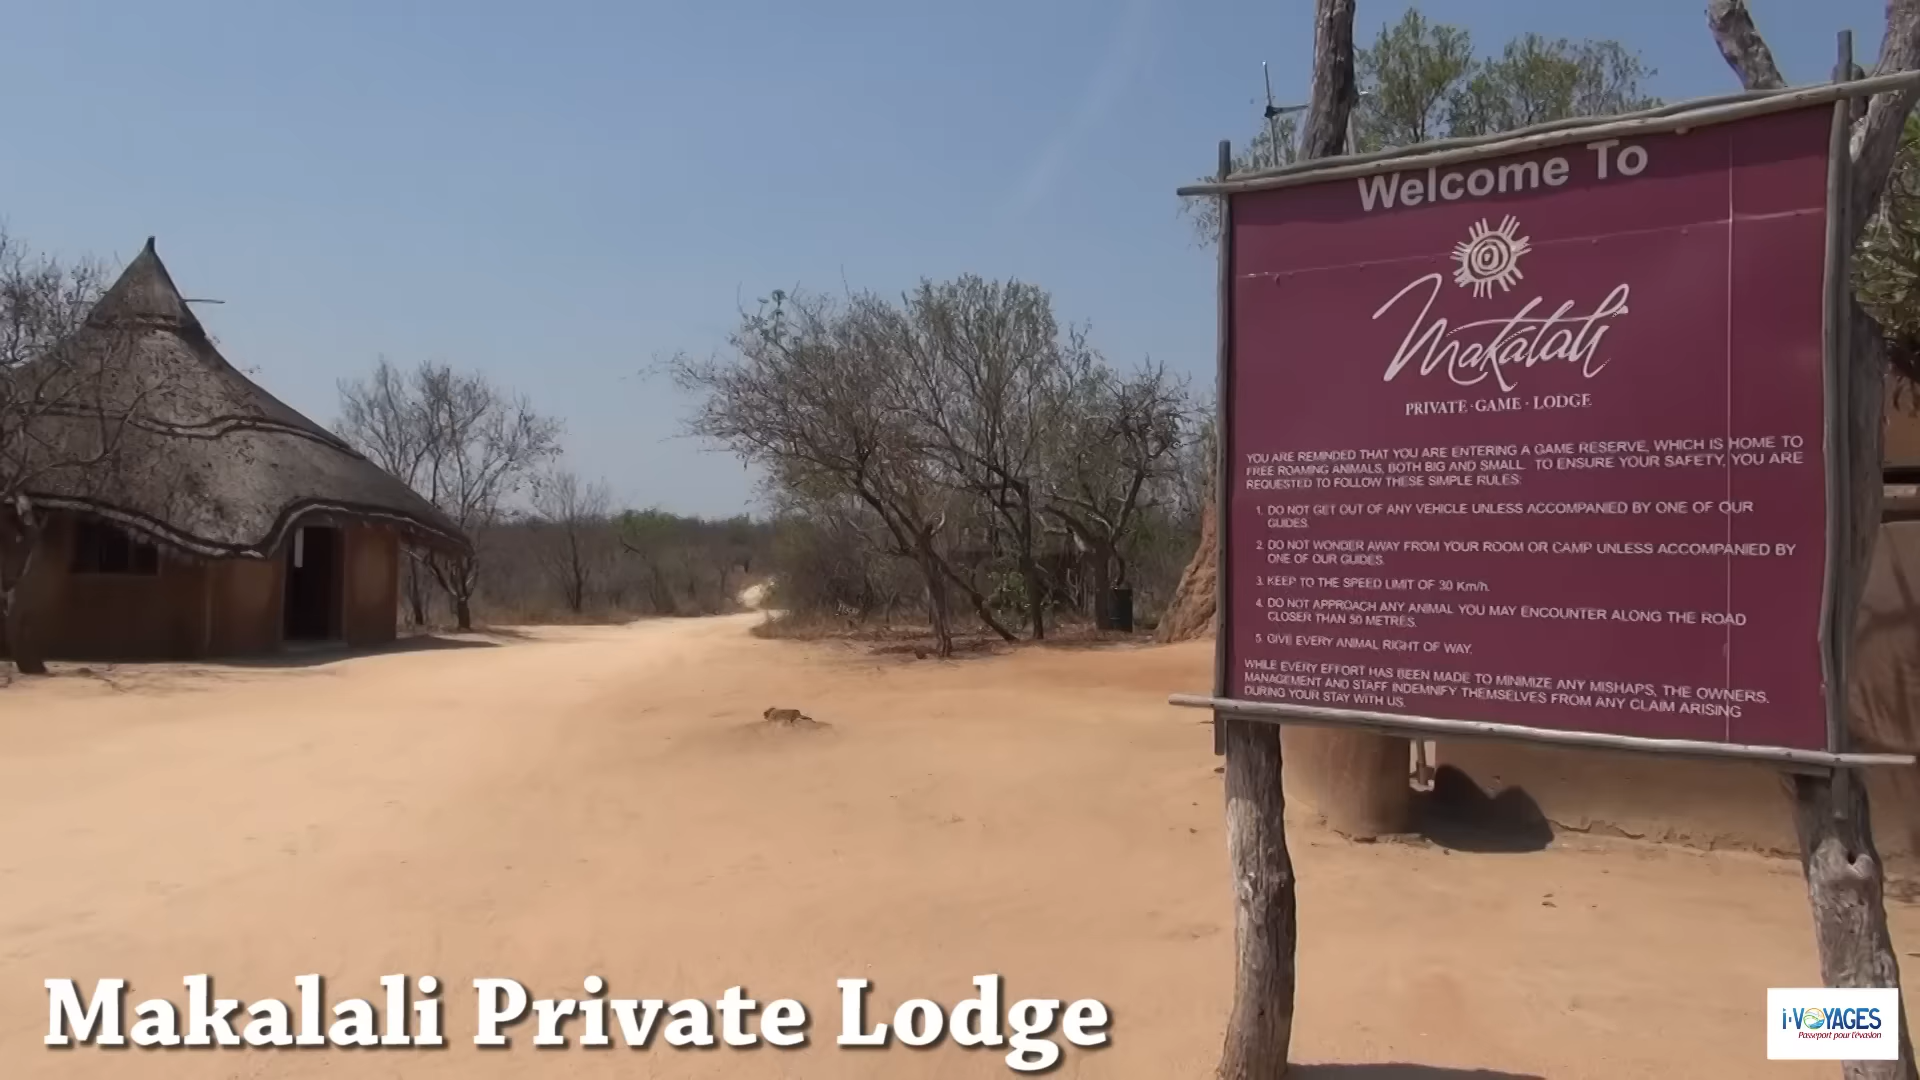 Welcome To
Makalali
PRIVATE · GAME · LODGE
YOU ARE REMINDED THAT YOU ARE ENTERING A GAME RESERVE, WHICH IS HOME TO
FREE ROAMING ANIMALS, BOTH BIG AND SMALL. TO ENSURE YOUR SAFETY, YOU ARE
REQUESTED TO FOLLOW THESE SIMPLE RULES:
1. DO NOT GET OUT OF ANY VEHICLE UNLESS ACCOMPANIED BY ONE OF OUR
GUIDES.
2. DO NOT WONDER AWAY FROM YOUR ROOM OR CAMP UNLESS ACCOMPANIED BY
ONE OF OUR GUIDES.
3. KEEP TO THE SPEED LIMIT OF 30 Km/h.
4. DO NOT APPROACH ANY ANIMAL YOU MAY ENCOUNTER ALONG THE ROAD
CLOSER THAN 50 METRES.
5. GIVE EVERY ANIMAL RIGHT OF WAY.
WHILE EVERY EFFORT HAS BEEN MADE TO MINIMIZE ANY MISHAPS, THE OWNERS,
MANAGEMENT AND STAFF INDEMNIFY THEMSELVES FROM ANY CLAIM ARISING
DURING YOUR STAY WITH US.
Makalali Private Lodge
i-VOYAGES
Passeport pour l'évasion